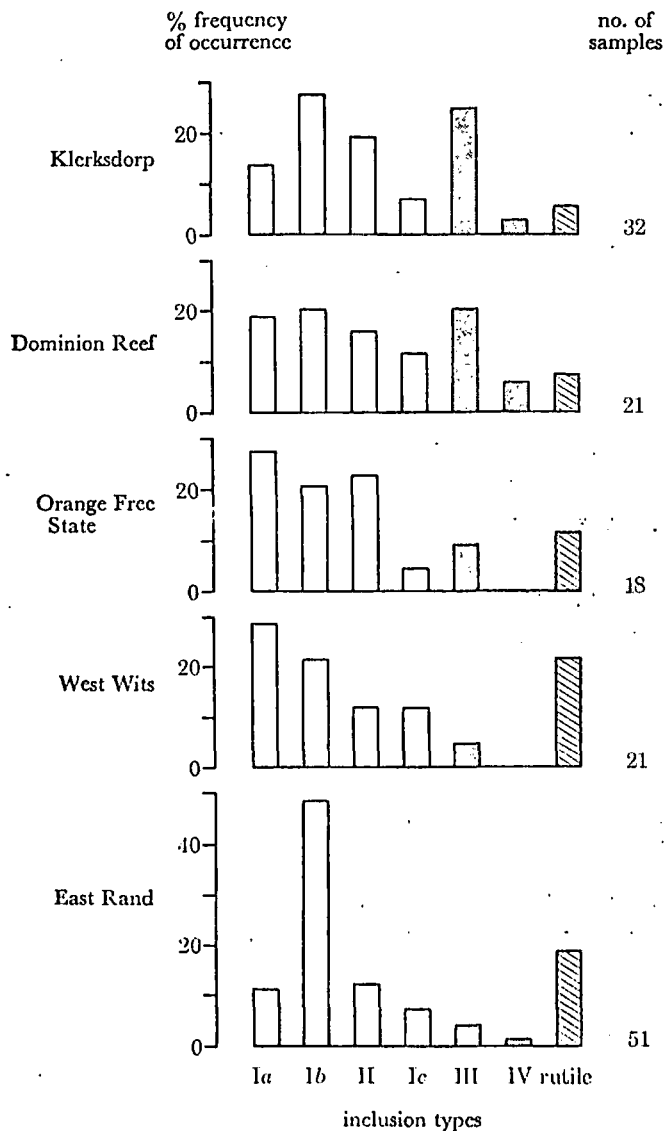 % frequency no. of
of occurrence samples
20
Klerksdorp
0
32
20
Dominion Reef
0
21
20
Orange Free
State
0
18
20
West Wits
0
21
40
East Rand
20
0
51
Ia Ib II Ic III IV rutile
inclusion types